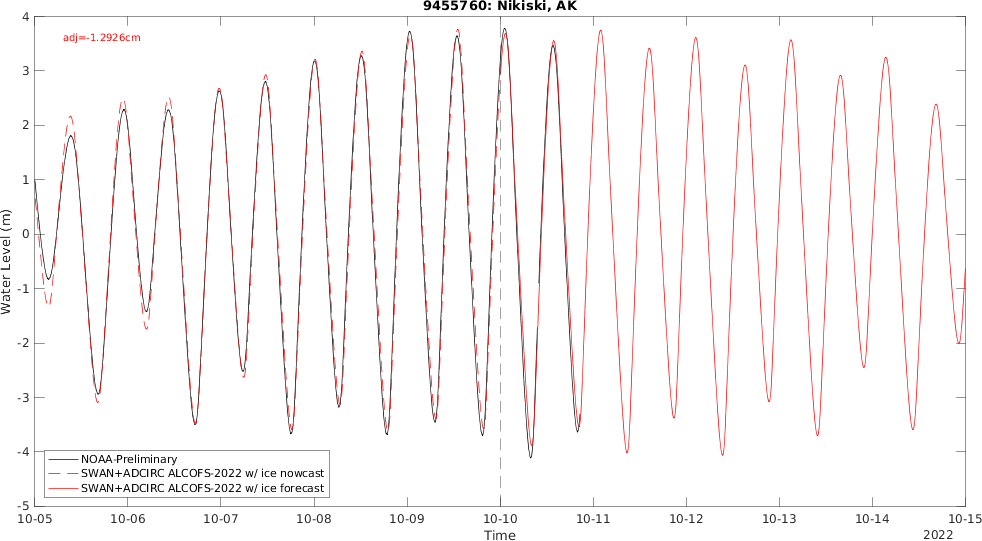 9455760: Nikiski, AK
adj=-1.2926cm
4
3
2
1
0
-1
-2
-3
-4
-5
Water Level (m)
NOAA-Preliminary
SWAN+ADCIRC ALCOFS-2022 w/ ice nowcast
SWAN+ADCIRC ALCOFS-2022 w/ ice forecast
10-05 10-06 10-07 10-08 10-09 10-10 10-11 10-12 10-13 10-14 10-15
Time
2022